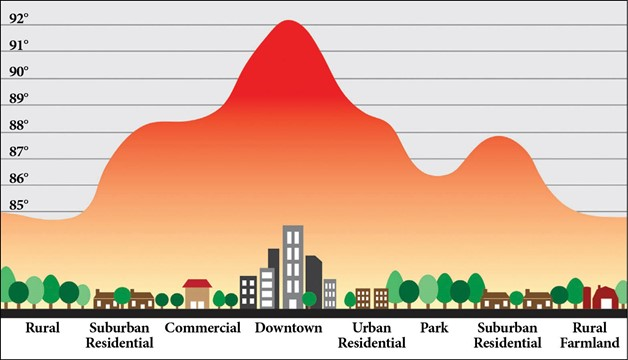 92°
91°
90°
89°
88°
87°
86°
85°
Rural
Suburban
Residential
Commercial
Downtown
Urban
Residential
Park
Suburban
Residential
Rural
Farmland